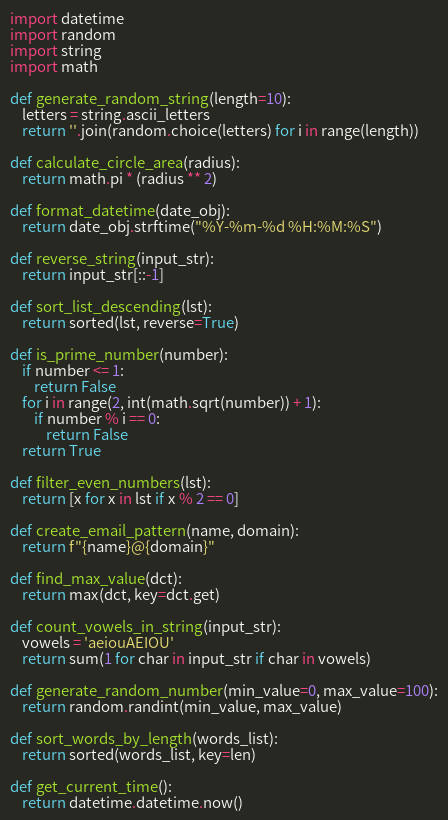 import datetime
import random
import string
import math

def generate_random_string(length=10):
    letters = string.ascii_letters
    return ''.join(random.choice(letters) for i in range(length))

def calculate_circle_area(radius):
    return math.pi * (radius ** 2)

def format_datetime(date_obj):
    return date_obj.strftime("%Y-%m-%d %H:%M:%S")

def reverse_string(input_str):
    return input_str[::-1]

def sort_list_descending(lst):
    return sorted(lst, reverse=True)

def is_prime_number(number):
    if number <= 1:
        return False
    for i in range(2, int(math.sqrt(number)) + 1):
        if number % i == 0:
            return False
    return True

def filter_even_numbers(lst):
    return [x for x in lst if x % 2 == 0]

def create_email_pattern(name, domain):
    return f"{name}@{domain}"

def find_max_value(dct):
    return max(dct, key=dct.get)

def count_vowels_in_string(input_str):
    vowels = 'aeiouAEIOU'
    return sum(1 for char in input_str if char in vowels)

def generate_random_number(min_value=0, max_value=100):
    return random.randint(min_value, max_value)

def sort_words_by_length(words_list):
    return sorted(words_list, key=len)

def get_current_time():
    return datetime.datetime.now()